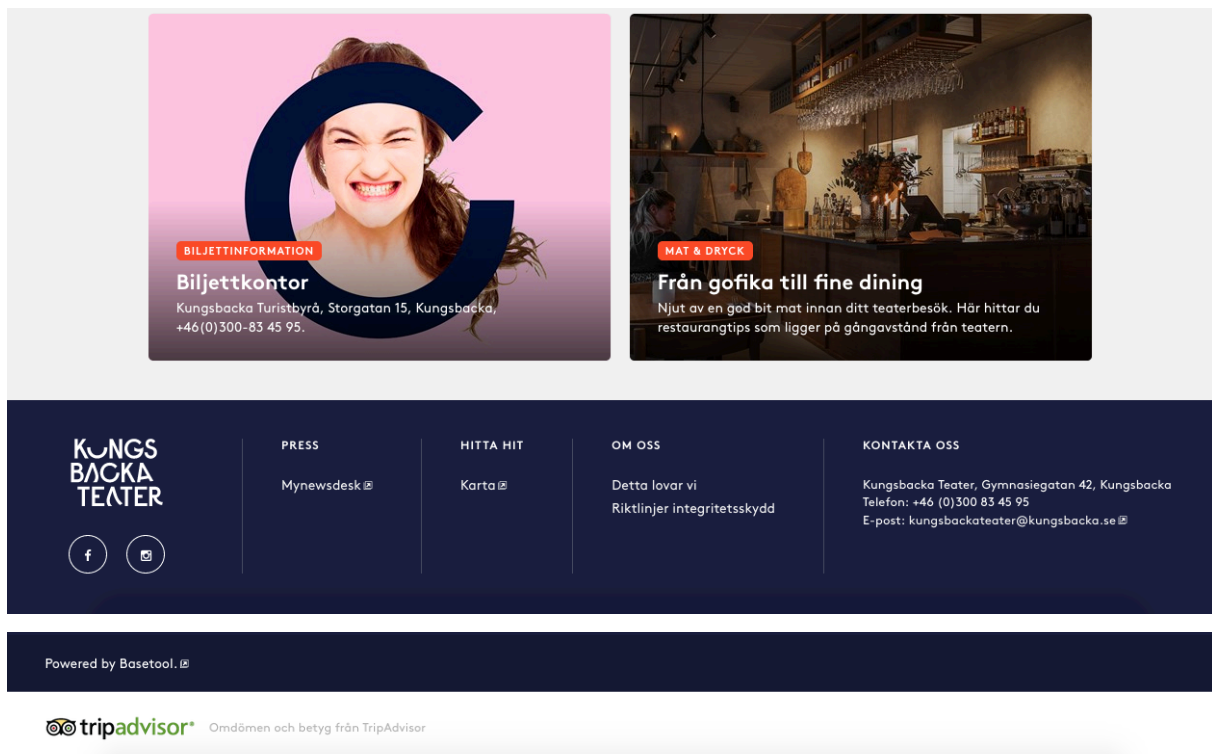 BILJETTINFORMATION
Biljettkontor
Kungsbacka Turistbyrå, Storgatan 15, Kungsbacka,
+46(0)300-83 45 95.
MAT & DRYCK
Från gofika till fine dining
Njut av en god bit mat innan ditt teaterbesök. Här hittar du
restaurangtips som ligger på gångavstånd från teatern.
KUNGS
BACKA
TEATER
PRESS
Mynewsdesk
HITTA HIT
Karta
OM OSS
Detta lovar vi
Riktlinjer integritetsskydd
KONTAKTA OSS
Kungsbacka Teater, Gymnasiegatan 42, Kungsbacka
Telefon: +46 (0)300 83 45 95
E-post: kungsbackateater@kungsbacka.se
Powered by Basetool.
tripadvisor®
Omdömen och betyg från TripAdvisor